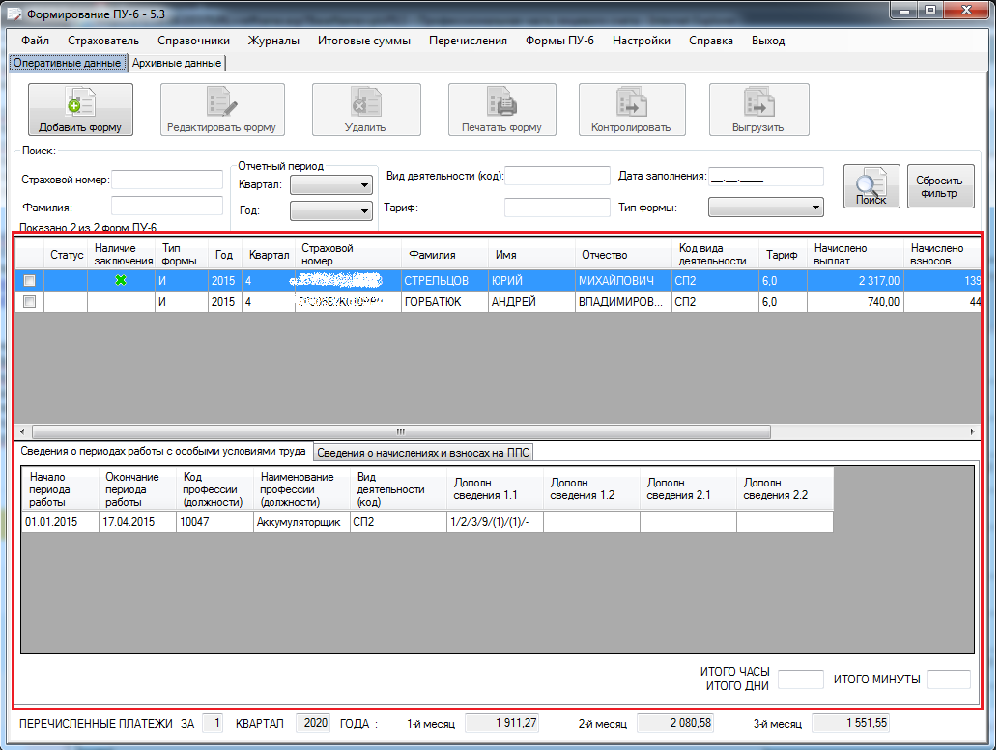 Формирование ПУ-6 - 5.3
Файл Страхователь Справочники Журналы Итоговые суммы Перечисления Формы ПУ-6 Настройки Справка Выход
Оперативные данные Архивные данные
Добавить форму Редактировать форму Удалить Печатать форму Контролировать Выгрузить
Поиск:
Отчетный период
Страховой номер: Квартал: Вид деятельности (код): Дата заполнения: __.__.____
Поиск Сбросить фильтр
Фамилия: Год: Тариф: Тип формы:
Показано 2 из 2 форм ПУ-6
Статус Наличие заключения Тип формы Год Квартал Страховой номер Фамилия Имя Отчество Код вида деятельности Тариф Начислено выплат Начислено взносов
И 2015 4 СТРЕЛЬЦОВ ЮРИЙ МИХАЙЛОВИЧ СП2 6,0 2 317,00 139
И 2015 4 ГОРБАТЮК АНДРЕЙ ВЛАДИМИРОВ... СП2 6,0 740,00 44
Сведения о периодах работы с особыми условиями труда Сведения о начислениях и взносах на ППС
Начало периода работы Окончание периода работы Код профессии (должности) Наименование профессии (должности) Вид деятельности (код) Дополн. сведения 1.1 Дополн. сведения 1.2 Дополн. сведения 2.1 Дополн. сведения 2.2
01.01.2015 17.04.2015 10047 Аккумуляторщик СП2 1/2/3/9/(1)/(1)/-
ИТОГО ЧАСЫ
ИТОГО ДНИ ИТОГО МИНУТЫ
ПЕРЕЧИСЛЕННЫЕ ПЛАТЕЖИ ЗА 1 КВАРТАЛ 2020 ГОДА : 1-й месяц 1 911,27 2-й месяц 2 080,58 3-й месяц 1 551,55